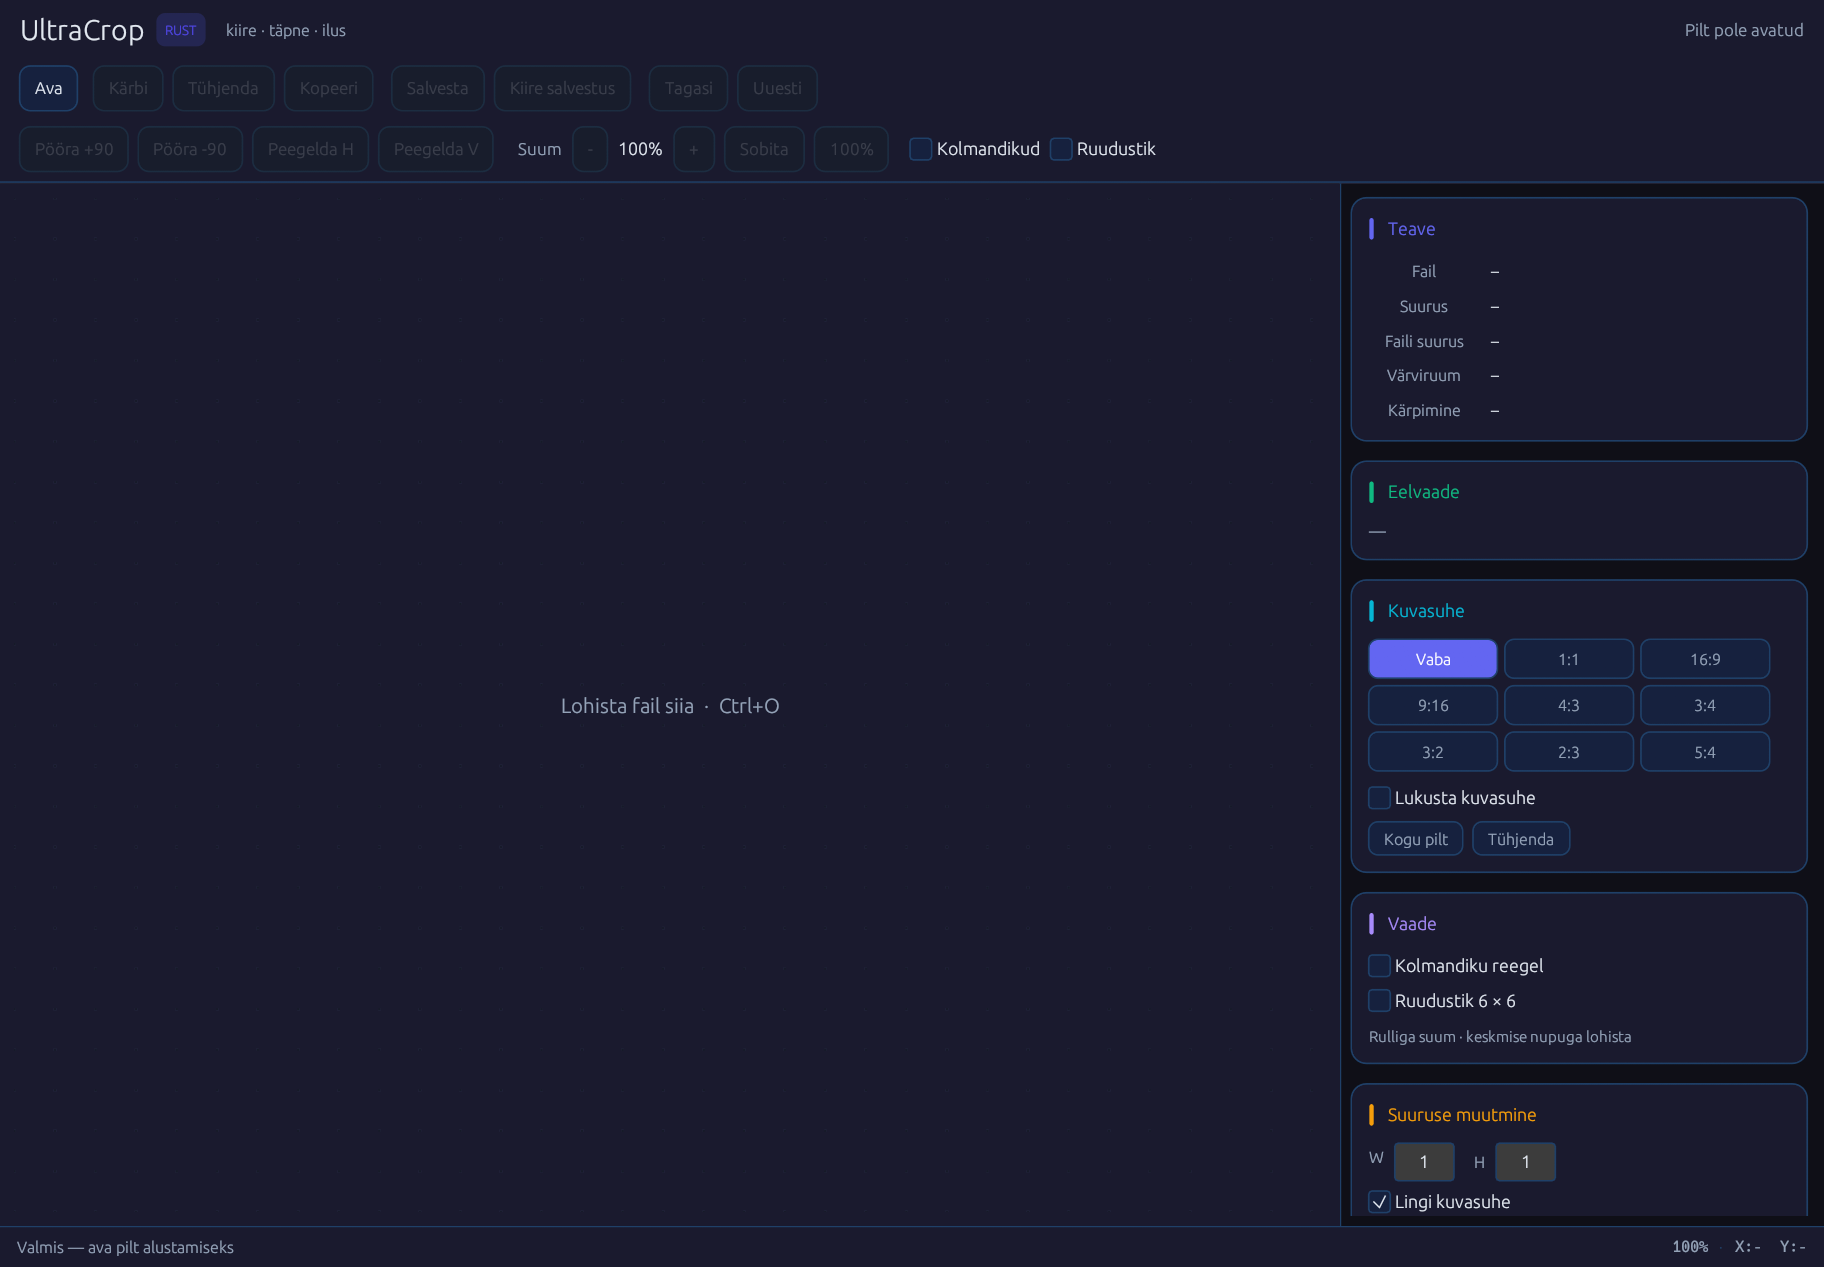 UltraCrop RUST kiire · täpne · ilus Pilt pole avatud
Ava Kärbi Tühjenda Kopeeri Salvesta Kiire salvestus Tagasi Uuesti
Pööra +90 Pööra -90 Peegelda H Peegelda V Suum - 100% + Sobita 100% Kolmandikud Ruudustik
Lohista fail siia · Ctrl+O
Teave
Fail –
Suurus –
Faili suurus –
Värviruum –
Kärpimine –
Eelvaade
—
Kuvasuhe
Vaba 1:1 16:9
9:16 4:3 3:4
3:2 2:3 5:4
Lukusta kuvasuhe
Kogu pilt Tühjenda
Vaade
Kolmandiku reegel
Ruudustik 6 × 6
Rulliga suum · keskmise nupuga lohista
Suuruse muutmine
W 1 H 1
Lingi kuvasuhe
Valmis — ava pilt alustamiseks 100% · X:- Y:-